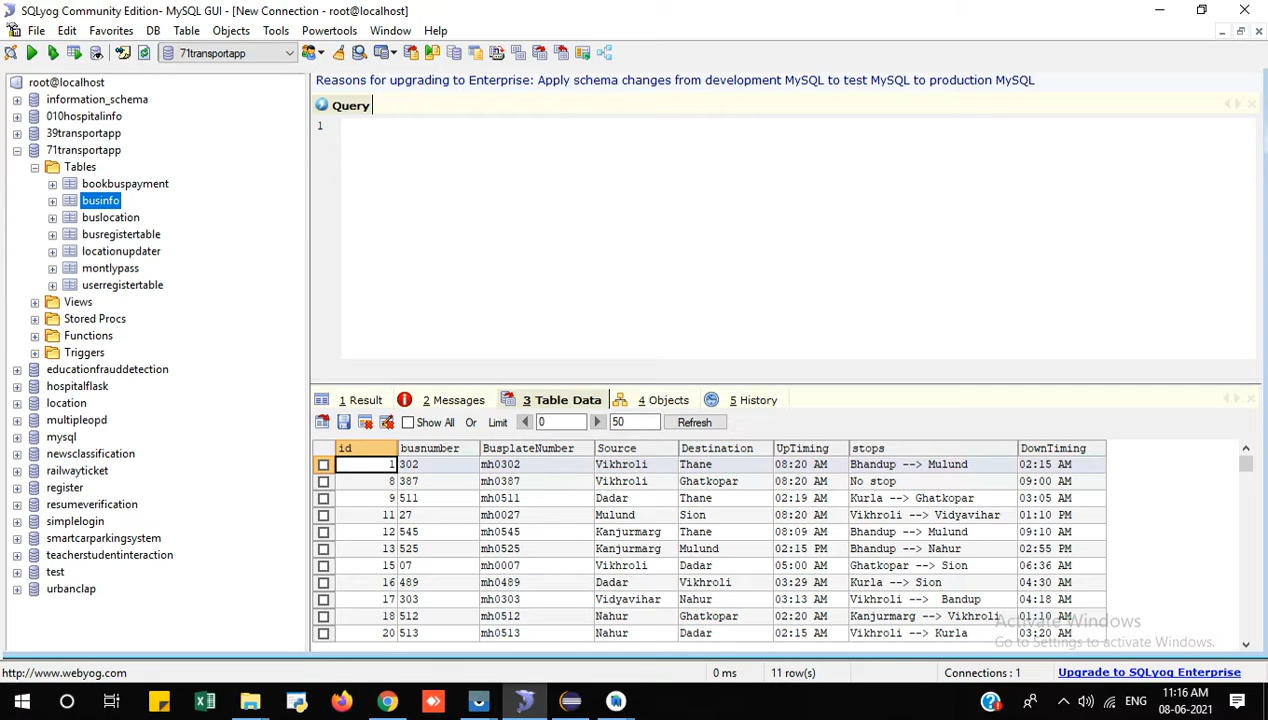 SQLyog Community Edition- MySQL GUI - [New Connection - root@localhost]
File Edit Favorites DB Table Objects Tools Powertools Window Help
71transportapp
root@localhost
information_schema
010hospitalinfo
39transportapp
71transportapp
Tables
bookbuspayment
businfo
buslocation
busregistertable
locationupdater
montlypass
userregistertable
Views
Stored Procs
Functions
Triggers
educationfrauddetection
hospitalflask
location
multipleopd
mysql
newsclassification
railwayticket
register
resumeverification
simplelogin
smartcarparkingsystem
teacherstudentinteraction
test
urbanclap
Reasons for upgrading to Enterprise: Apply schema changes from development MySQL to test MySQL to production MySQL
Query
1
1 Result 2 Messages 3 Table Data 4 Objects 5 History
Show All Or Limit 0 50 Refresh
id busnumber BusplateNumber Source Destination UpTiming stops DownTiming
1 302 mh0302 Vikhroli Thane 08:20 AM Bhandup --> Mulund 02:15 AM
8 387 mh0387 Vikhroli Ghatkopar 08:20 AM No stop 09:00 AM
9 511 mh0511 Dadar Thane 02:19 AM Kurla --> Ghatkopar 03:05 AM
11 27 mh0027 Mulund Sion 08:20 AM Vikhroli --> Vidyavihar 01:10 PM
12 545 mh0545 Kanjurmarg Thane 08:09 AM Bhandup --> Mulund 09:10 AM
13 525 mh0525 Kanjurmarg Mulund 02:15 PM Bhandup --> Nahur 02:55 PM
15 07 mh0007 Vikhroli Dadar 05:00 AM Ghatkopar --> Sion 06:36 AM
16 489 mh0489 Dadar Vikhroli 03:29 AM Kurla --> Sion 04:30 AM
17 303 mh0303 Vidyavihar Nahur 03:13 AM Vikhroli --> Bandup 04:18 AM
18 512 mh0512 Nahur Ghatkopar 02:20 AM Kanjurmarg --> Vikhroli 01:10 AM
20 513 mh0513 Nahur Dadar 02:15 AM Vikhroli --> Kurla 03:20 AM
Activate Windows
Go to Settings to activate Windows.
http://www.webyog.com 0 ms 11 row(s) Connections : 1 Upgrade to SQLyog Enterprise
ENG
11:16 AM
08-06-2021